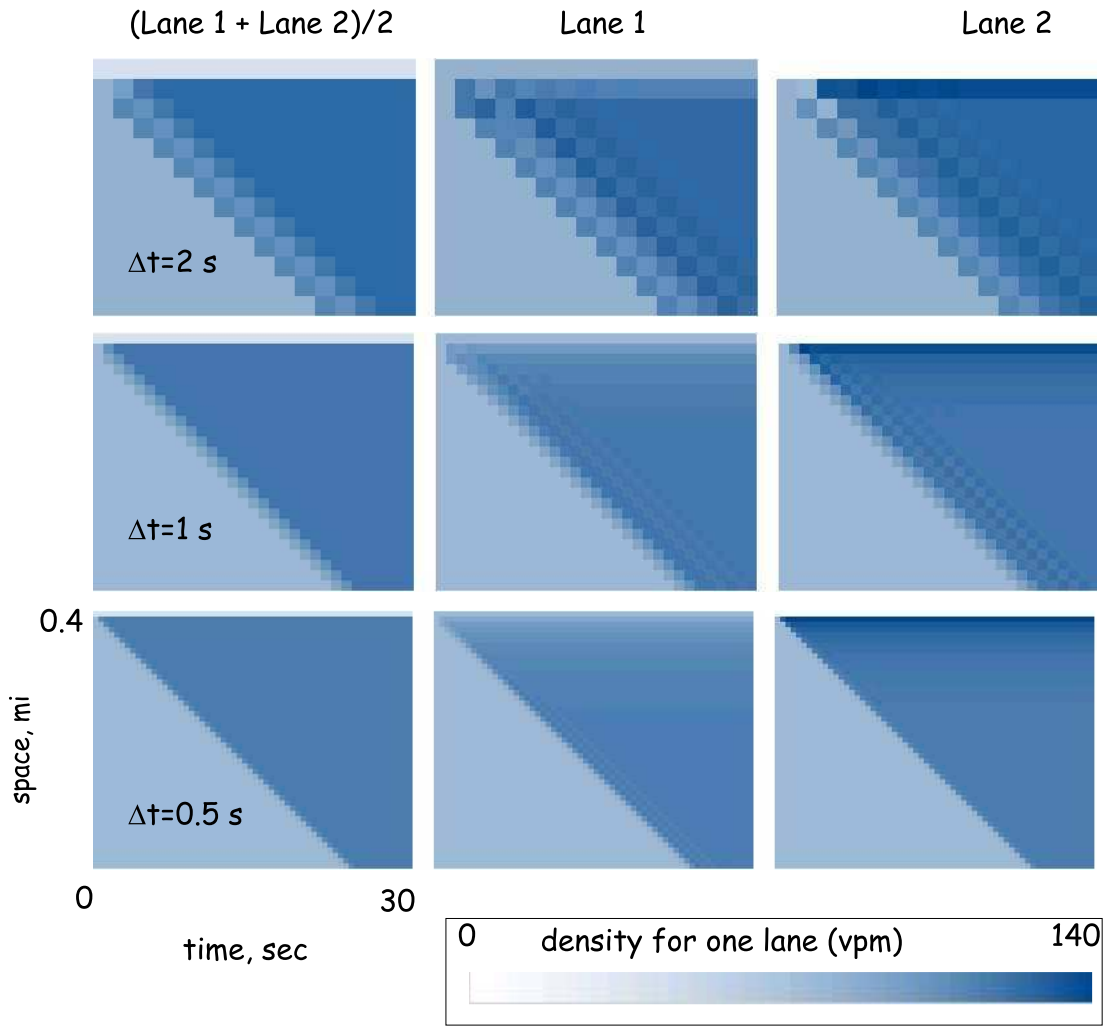 (Lane 1 + Lane 2)/2
Lane 1
Lane 2
Δt=2 s
Δt=1 s
0.4
space, mi
Δt=0.5 s
0
30
time, sec
0
density for one lane (vpm)
140